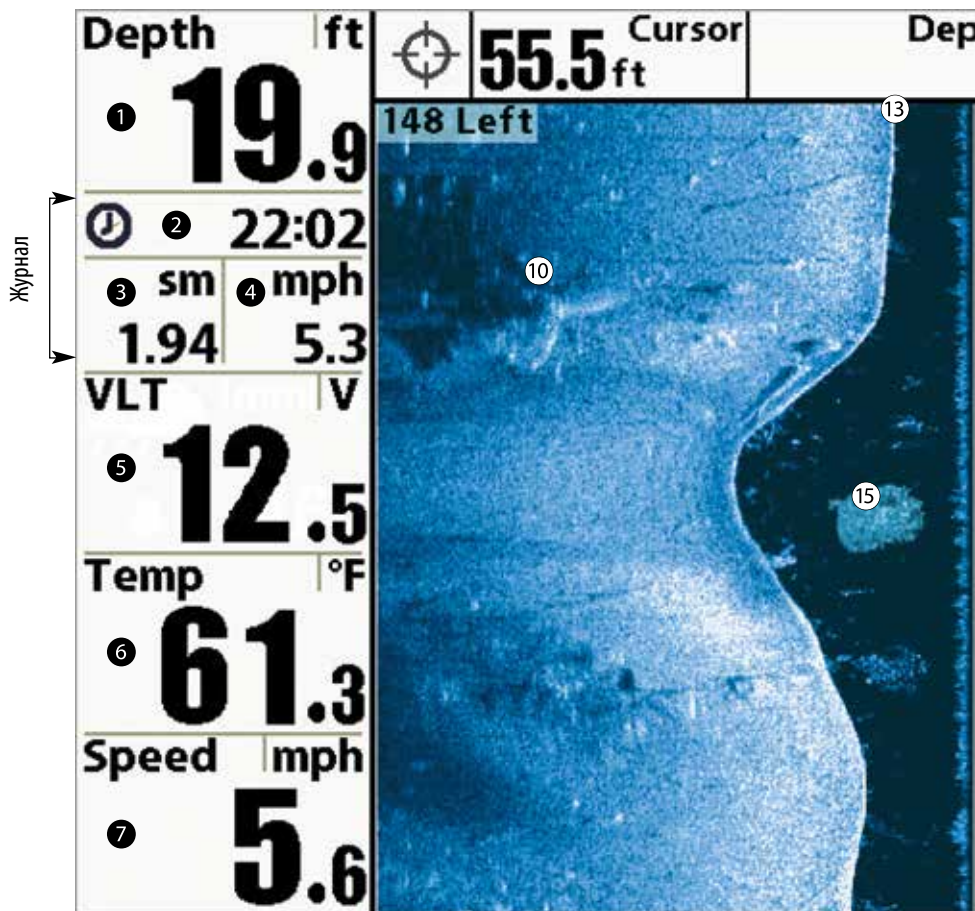 Depth ft
1 19.9
2 22:02
3 sm 4 mph
1.94 5.3
Журнал
VLT V
5 12.5
Temp °F
6 61.3
Speed mph
7 5.6
55.5 ft Cursor
Dep
148 Left
13
10
15